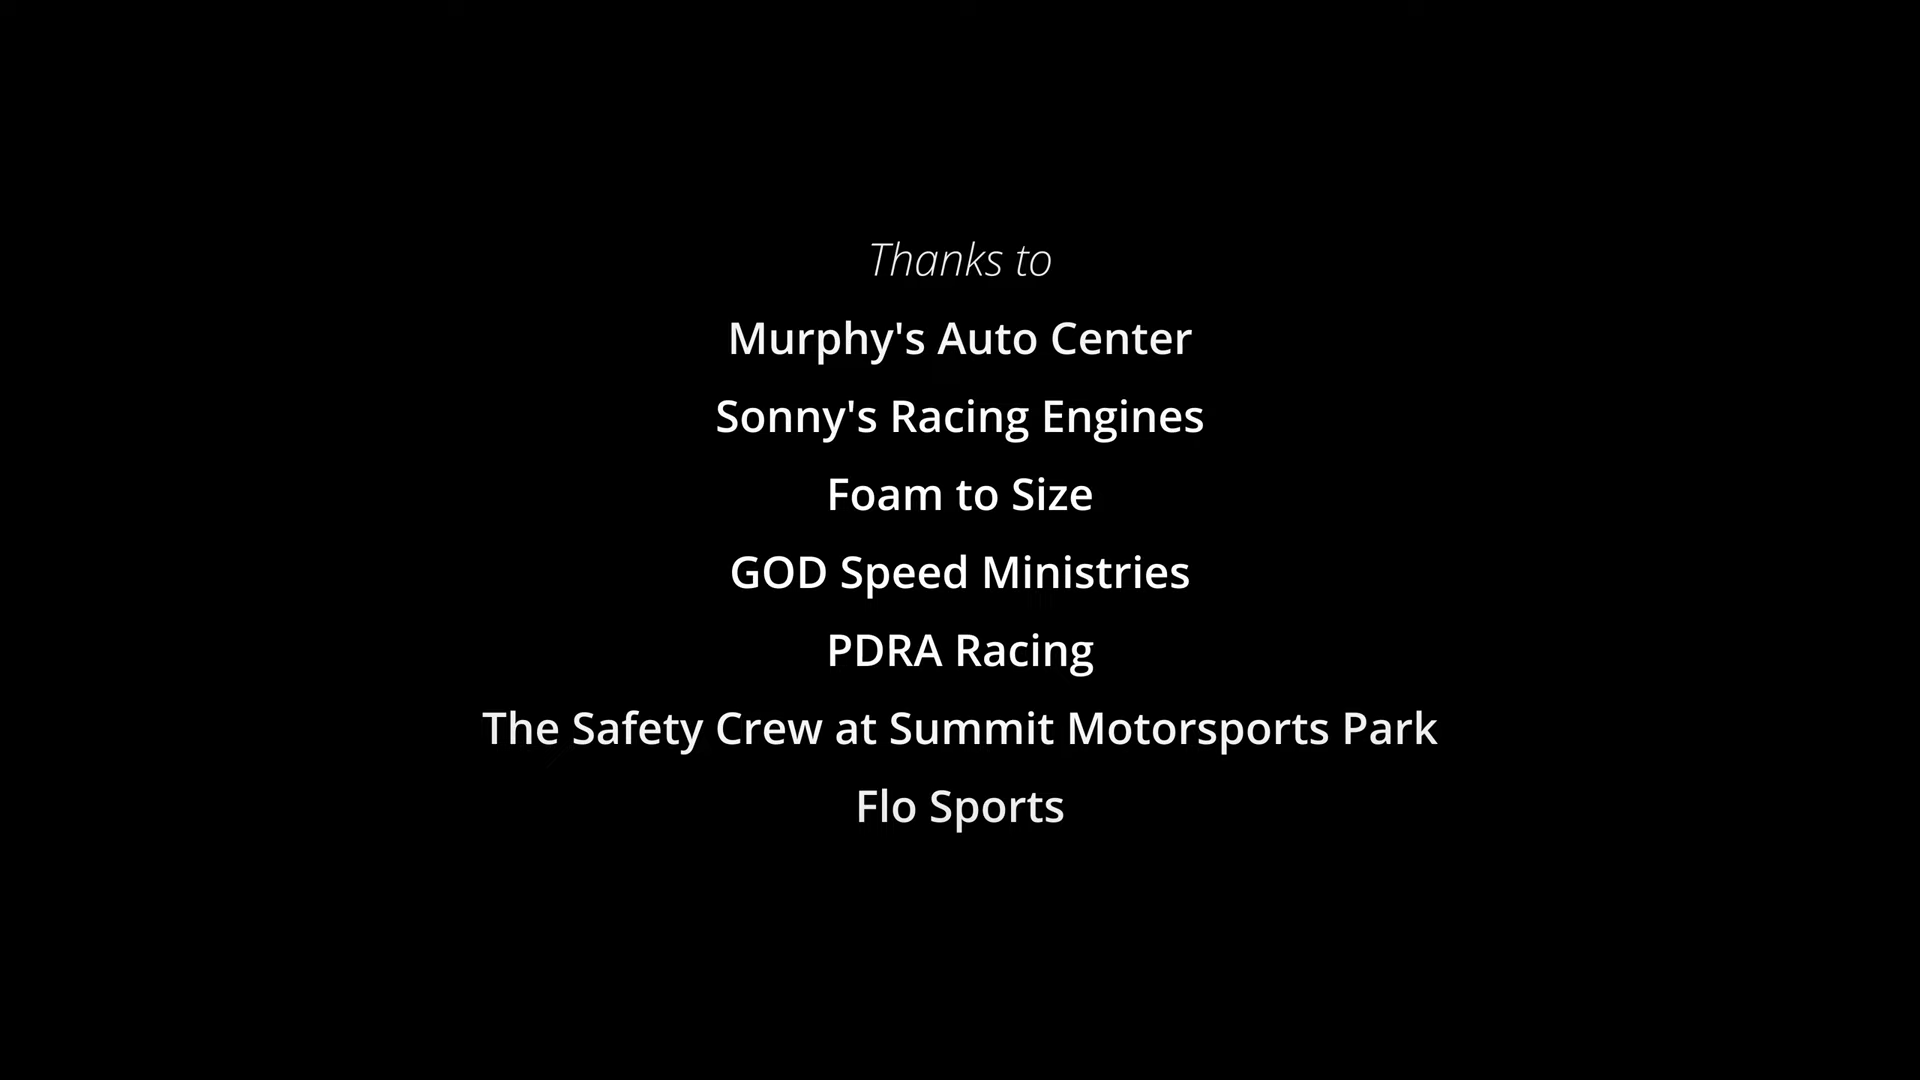 Thanks to
Murphy's Auto Center
Sonny's Racing Engines
Foam to Size
GOD Speed Ministries
PDRA Racing
The Safety Crew at Summit Motorsports Park
Flo Sports